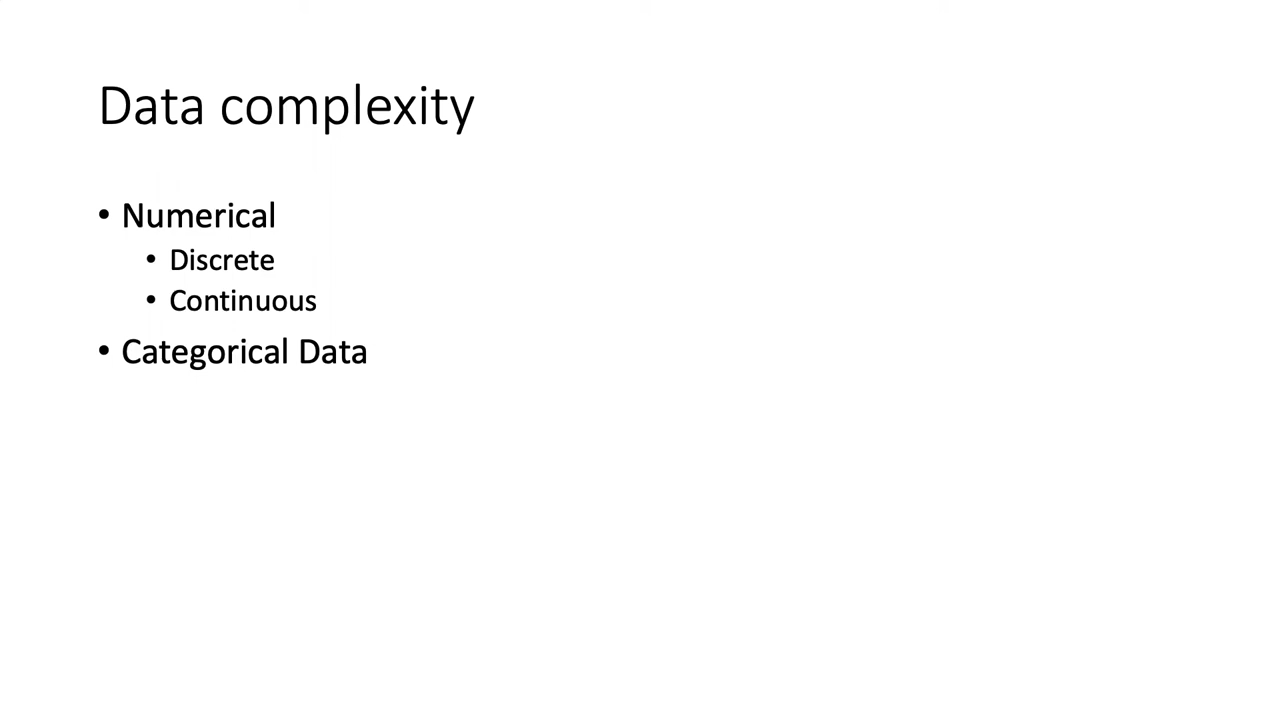 Data complexity
• Numerical
• Discrete
• Continuous
• Categorical Data